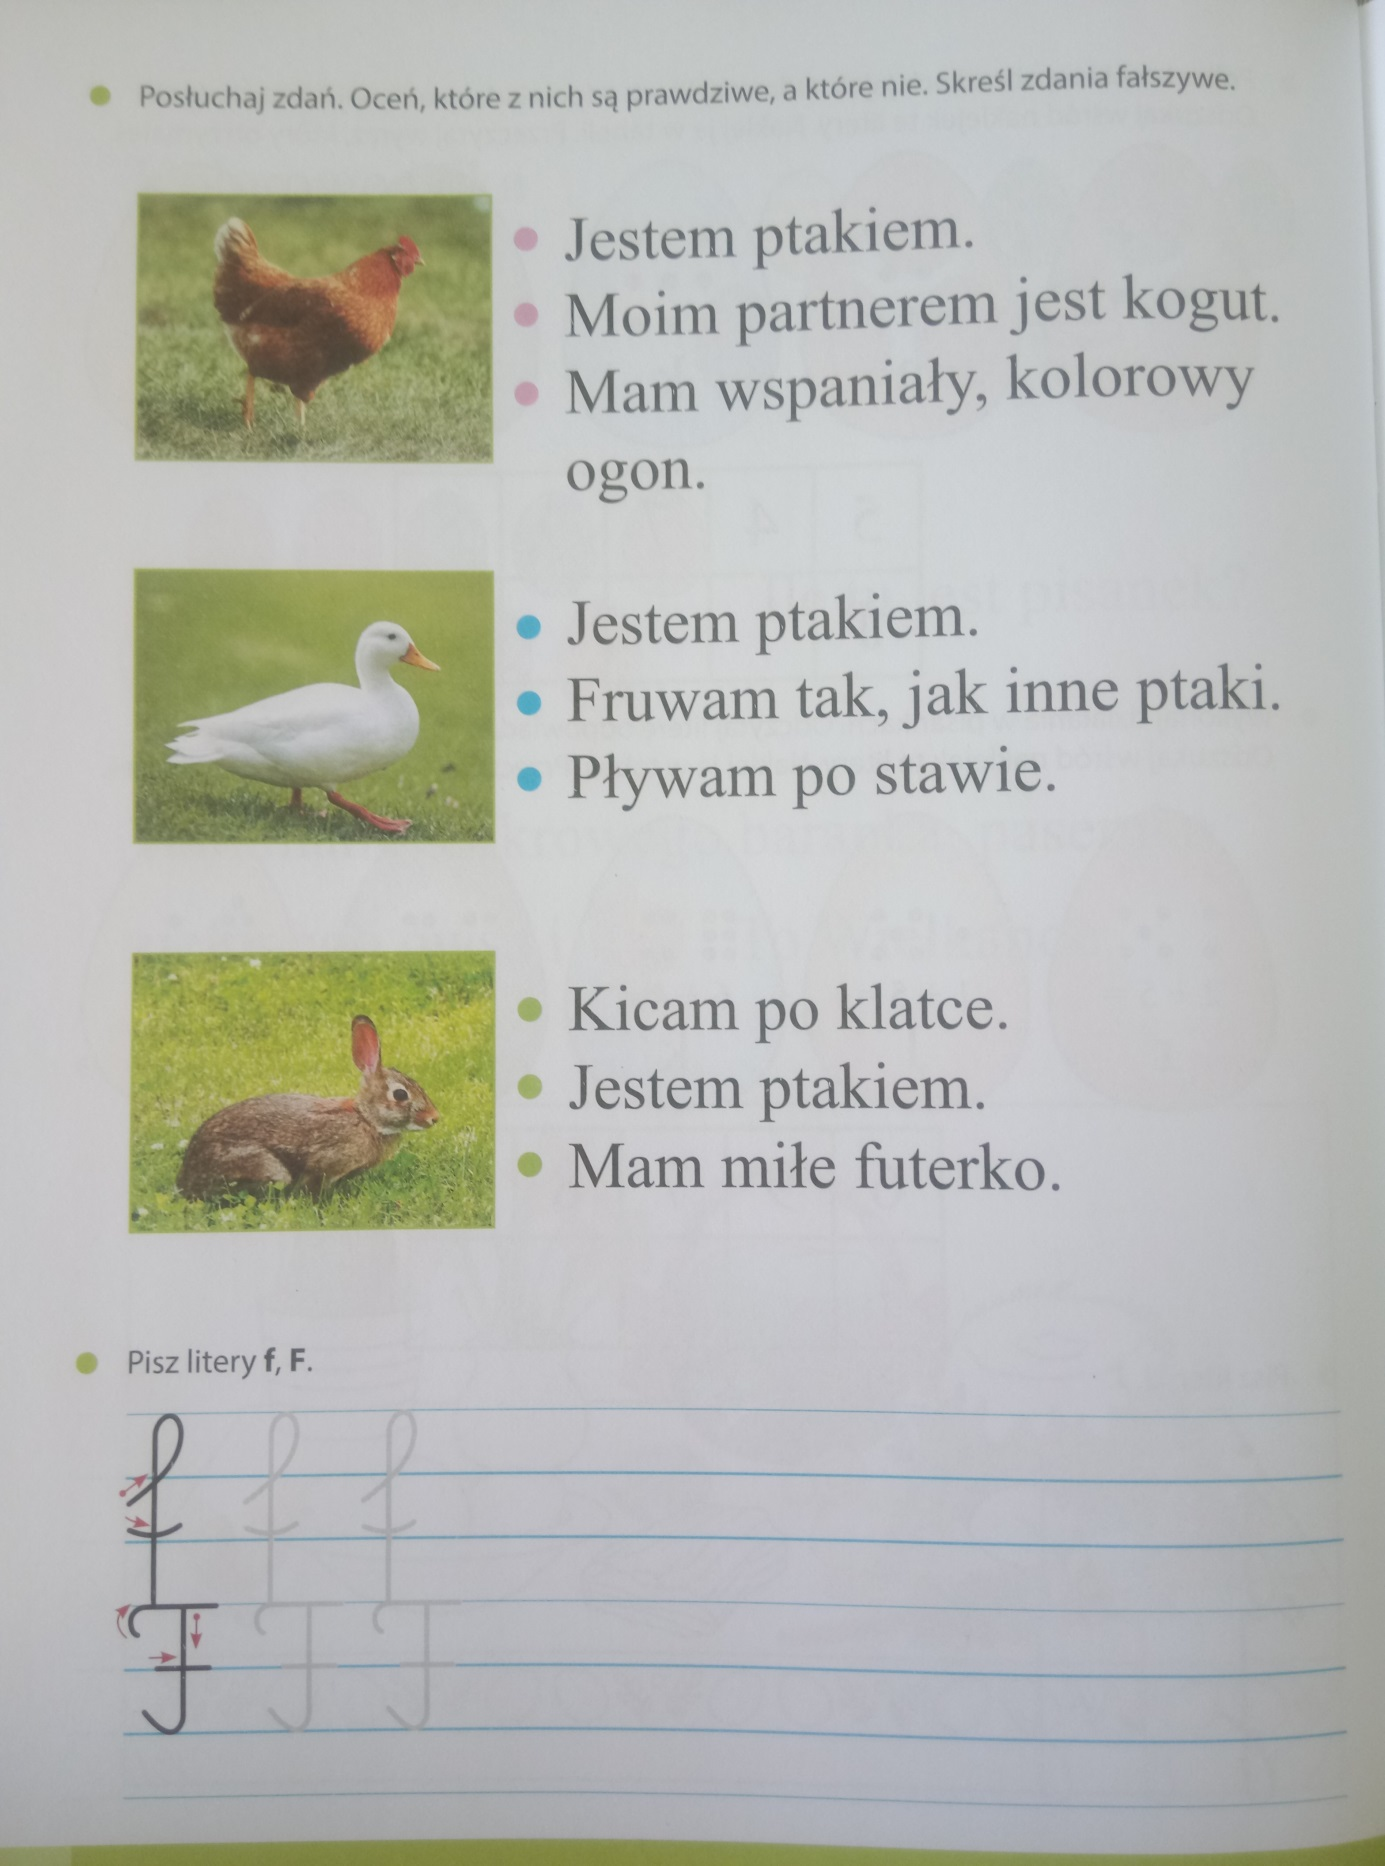 Posłuchaj zdań. Oceń, które z nich są prawdziwe, a które nie. Skreśl zdania fałszywe.
Jestem ptakiem.
Moim partnerem jest kogut.
Mam wspaniały, kolorowy
ogon.
Jestem ptakiem.
Fruwam tak, jak inne ptaki.
Pływam po stawie.
Kicam po klatce.
Jestem ptakiem.
Mam miłe futerko.
Pisz litery f, F.
f f f
F F F